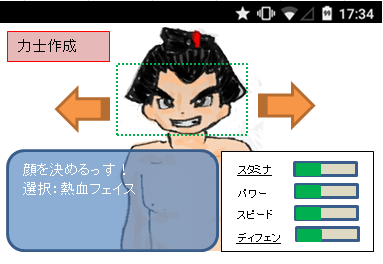 17:34
力士作成
顔を決めるっす！
選択：熱血フェイス
スタミナ
パワー
スピード
ディフェン